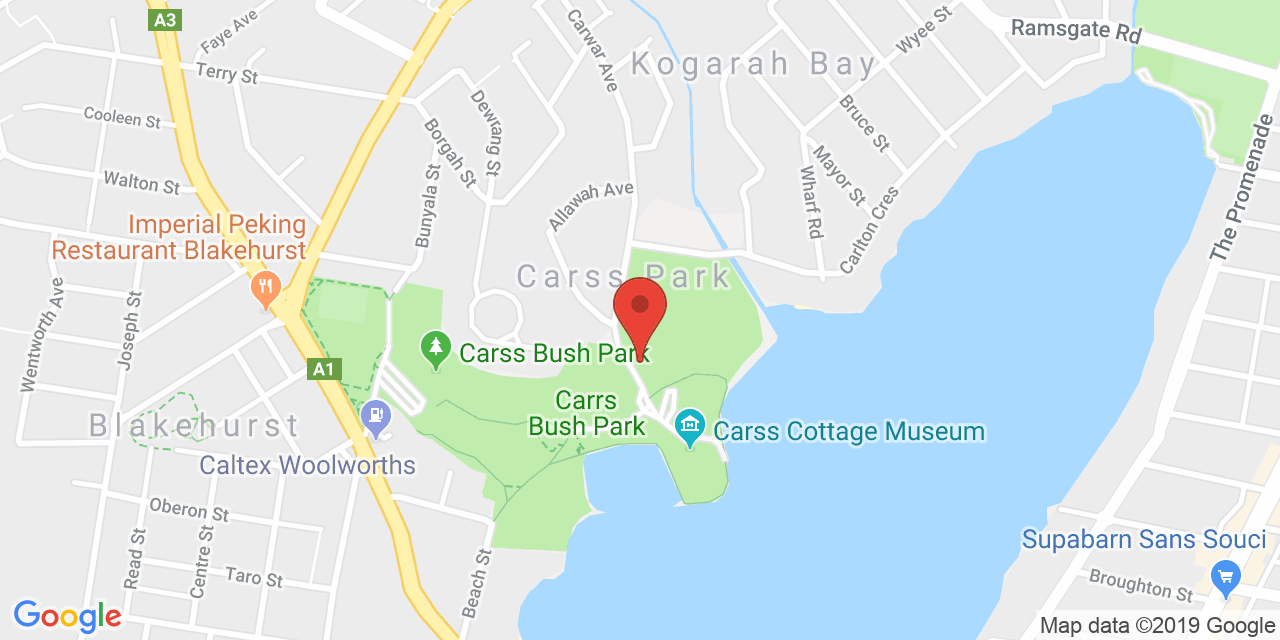 A3
Faye Ave
Terry St
Cooleen St
Walton St
Borgah St
Dewrang St
Carwar Ave
Kogarah Bay
Wyee St
Ramsgate Rd
Bruce St
Mayor St
Wharf Rd
Carlton Cres
The Promenade
Allawah Ave
Bunyala St
Imperial Peking
Restaurant Blakehurst
Carss Park
Wentworth Ave
Joseph St
A1
Carss Bush Park
Carrs
Bush Park
Carss Cottage Museum
Blakehurst
Caltex Woolworths
Oberon St
Read St
Centre St
Taro St
Beach St
Supabarn Sans Souci
Broughton St
Google
Map data ©2019 Google